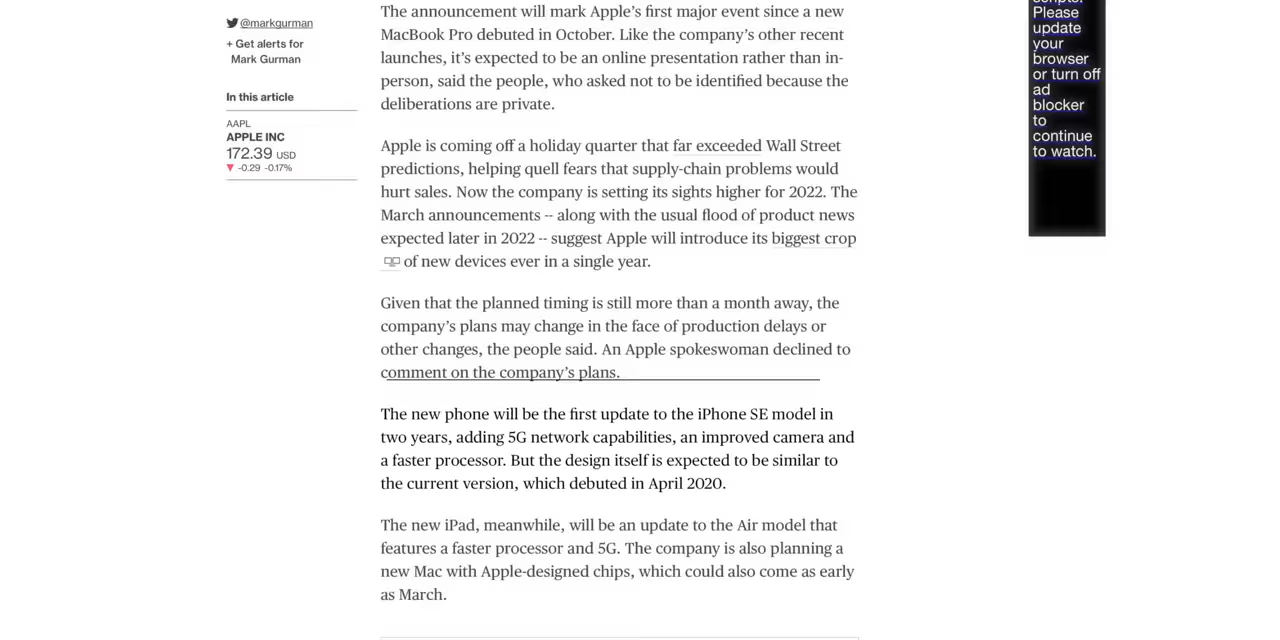 @markgurman
+ Get alerts for
Mark Gurman
In this article
AAPL
APPLE INC
172.39 USD
-0.29 -0.17%
The announcement will mark Apple’s first major event since a new
MacBook Pro debuted in October. Like the company’s other recent
launches, it’s expected to be an online presentation rather than in-
person, said the people, who asked not to be identified because the
deliberations are private.
Apple is coming off a holiday quarter that far exceeded Wall Street
predictions, helping quell fears that supply-chain problems would
hurt sales. Now the company is setting its sights higher for 2022. The
March announcements -- along with the usual flood of product news
expected later in 2022 -- suggest Apple will introduce its biggest crop
of new devices ever in a single year.
Given that the planned timing is still more than a month away, the
company’s plans may change in the face of production delays or
other changes, the people said. An Apple spokeswoman declined to
comment on the company’s plans.
The new phone will be the first update to the iPhone SE model in
two years, adding 5G network capabilities, an improved camera and
a faster processor. But the design itself is expected to be similar to
the current version, which debuted in April 2020.
The new iPad, meanwhile, will be an update to the Air model that
features a faster processor and 5G. The company is also planning a
new Mac with Apple-designed chips, which could also come as early
as March.
Please
update
your
browser
or turn off
ad
blocker
to
continue
to watch.